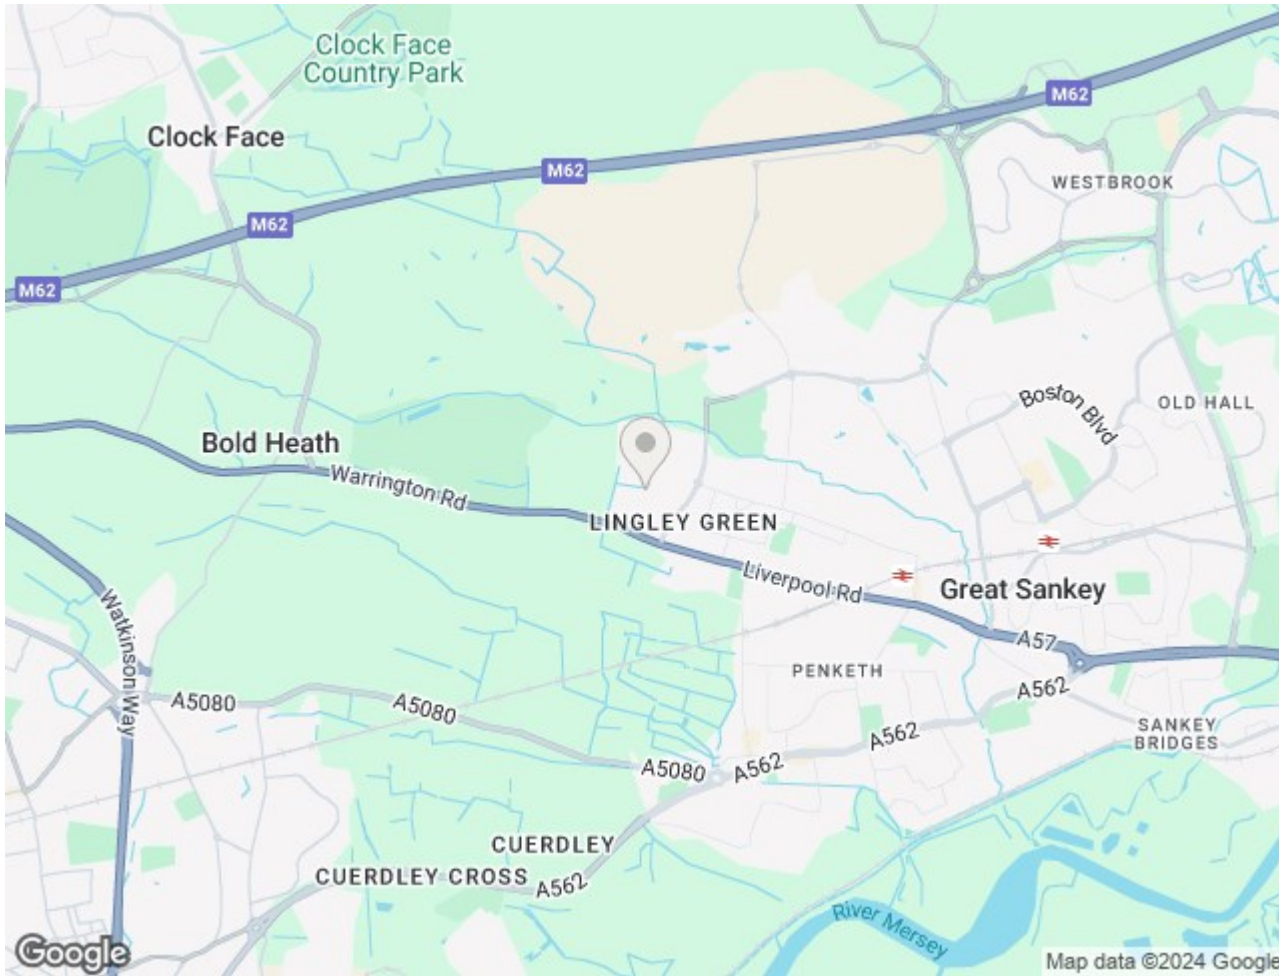 Clock Face
Country Park
M62
Clock Face
M62
WESTBROOK
M62
M62
Boston Blvd
OLD HALL
Bold Heath
Warrington Rd
LINGLEY GREEN
Liverpool Rd
Great Sankey
Watkinson Way
A57
PENKETH
A562
A5080
A5080
A562
SANKEY
BRIDGES
A5080
A562
CUERDLEY
CUERDLEY CROSS
A562
River Mersey
Google
Map data ©2024 Google